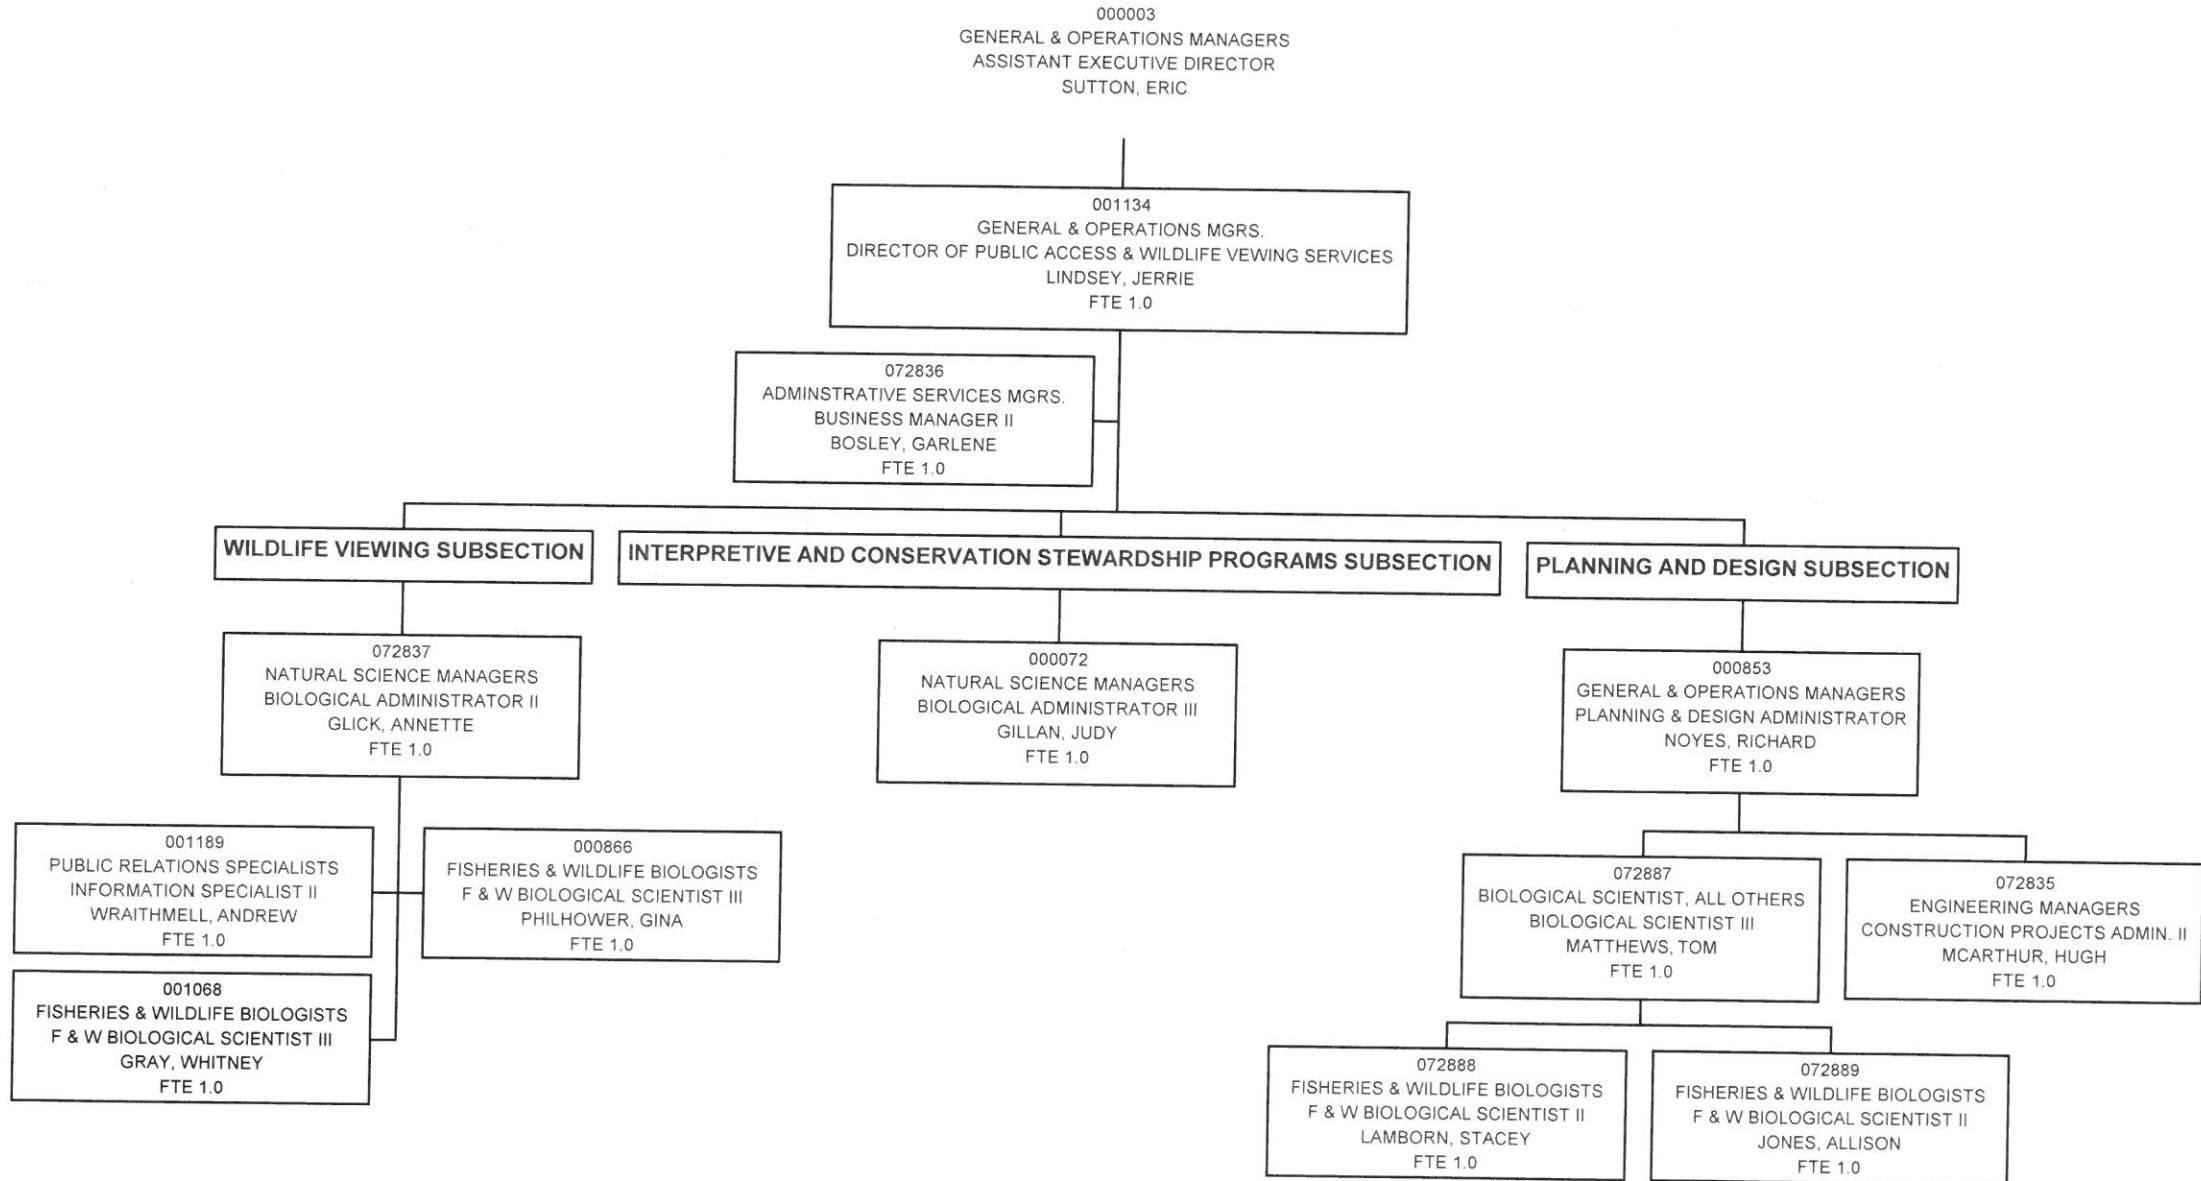 000003
GENERAL & OPERATIONS MANAGERS
ASSISTANT EXECUTIVE DIRECTOR
SUTTON, ERIC
001134
GENERAL & OPERATIONS MGRS.
DIRECTOR OF PUBLIC ACCESS & WILDLIFE VEWING SERVICES
LINDSEY, JERRIE
FTE 1.0
072836
ADMINSTRATIVE SERVICES MGRS.
BUSINESS MANAGER II
BOSLEY, GARLENE
FTE 1.0
WILDLIFE VIEWING SUBSECTION
INTERPRETIVE AND CONSERVATION STEWARDSHIP PROGRAMS SUBSECTION
PLANNING AND DESIGN SUBSECTION
072837
NATURAL SCIENCE MANAGERS
BIOLOGICAL ADMINISTRATOR II
GLICK, ANNETTE
FTE 1.0
000072
NATURAL SCIENCE MANAGERS
BIOLOGICAL ADMINISTRATOR III
GILLAN, JUDY
FTE 1.0
000853
GENERAL & OPERATIONS MANAGERS
PLANNING & DESIGN ADMINISTRATOR
NOYES, RICHARD
FTE 1.0
001189
PUBLIC RELATIONS SPECIALISTS
INFORMATION SPECIALIST II
WRAITHMELL, ANDREW
FTE 1.0
000866
FISHERIES & WILDLIFE BIOLOGISTS
F & W BIOLOGICAL SCIENTIST III
PHILHOWER, GINA
FTE 1.0
072887
BIOLOGICAL SCIENTIST, ALL OTHERS
BIOLOGICAL SCIENTIST III
MATTHEWS, TOM
FTE 1.0
072835
ENGINEERING MANAGERS
CONSTRUCTION PROJECTS ADMIN. II
MCARTHUR, HUGH
FTE 1.0
001068
FISHERIES & WILDLIFE BIOLOGISTS
F & W BIOLOGICAL SCIENTIST III
GRAY, WHITNEY
FTE 1.0
072888
FISHERIES & WILDLIFE BIOLOGISTS
F & W BIOLOGICAL SCIENTIST II
LAMBORN, STACEY
FTE 1.0
072889
FISHERIES & WILDLIFE BIOLOGISTS
F & W BIOLOGICAL SCIENTIST II
JONES, ALLISON
FTE 1.0